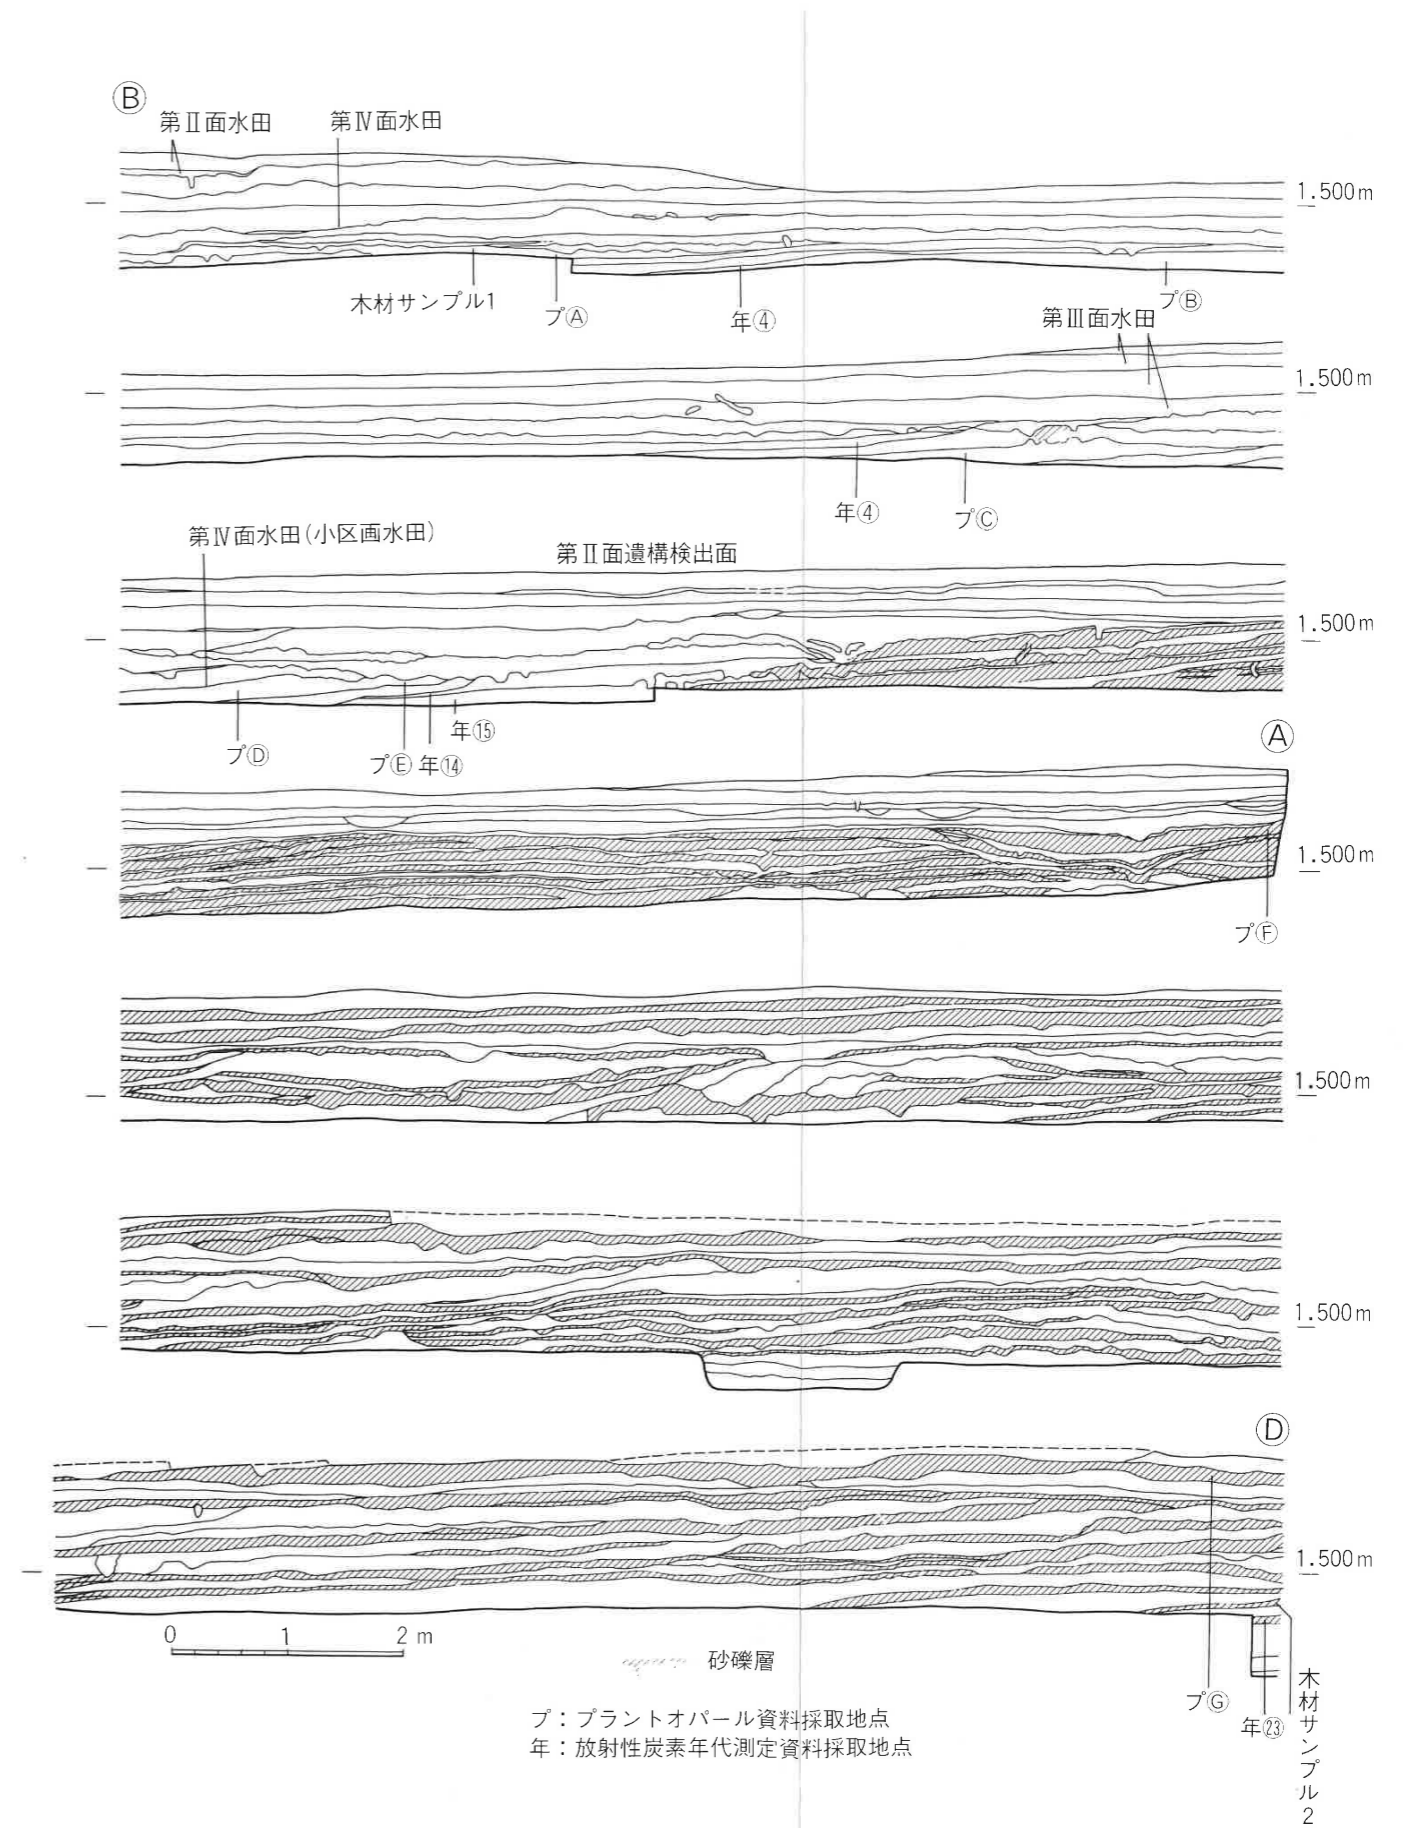 Ⓑ
第Ⅱ面水田
第Ⅳ面水田
1.500m
木材サンプル1
プⒶ
年④
プⒷ
第Ⅲ面水田
1.500m
年④
プⒸ
第Ⅳ面水田(小区画水田)
第Ⅱ面遺構検出面
1.500m
プⒹ
プⒺ
年⑭
年⑮
Ⓐ
1.500m
プⒻ
1.500m
1.500m
Ⓓ
1.500m
0 1 2 m
砂礫層
プⒼ
年㉓
木材サンプル2
プ：プラントオパール資料採取地点
年：放射性炭素年代測定資料採取地点